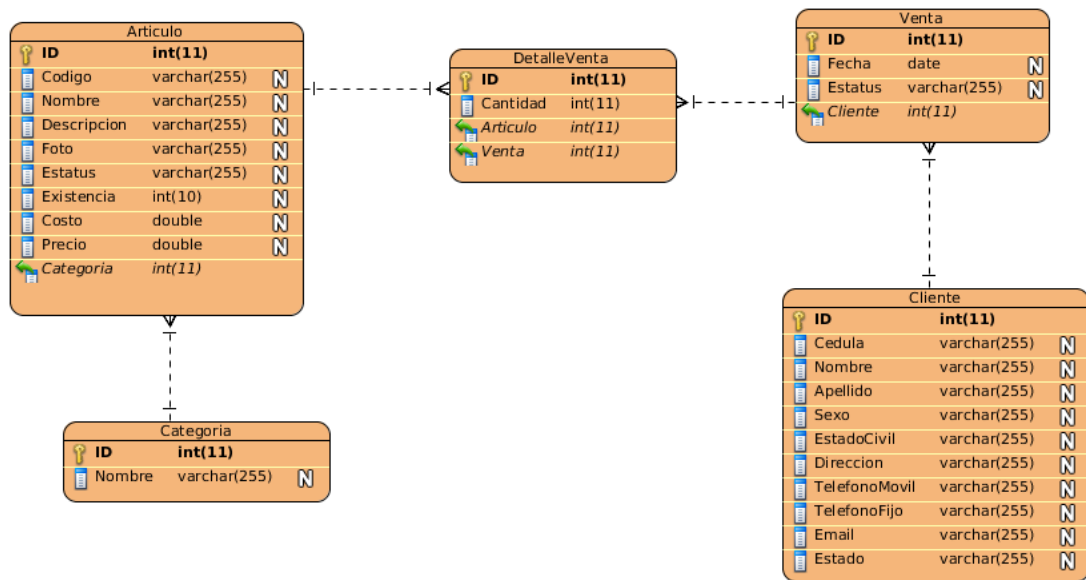 Articulo
ID int(11)
Codigo varchar(255) N
Nombre varchar(255) N
Descripcion varchar(255) N
Foto varchar(255) N
Estatus varchar(255) N
Existencia int(10) N
Costo double N
Precio double N
Categoria int(11)
DetalleVenta
ID int(11)
Cantidad int(11)
Articulo int(11)
Venta int(11)
Venta
ID int(11)
Fecha date N
Estatus varchar(255) N
Cliente int(11)
Categoria
ID int(11)
Nombre varchar(255) N
Cliente
ID int(11)
Cedula varchar(255) N
Nombre varchar(255) N
Apellido varchar(255) N
Sexo varchar(255) N
EstadoCivil varchar(255) N
Direccion varchar(255) N
TelefonoMovil varchar(255) N
TelefonoFijo varchar(255) N
Email varchar(255) N
Estado varchar(255) N